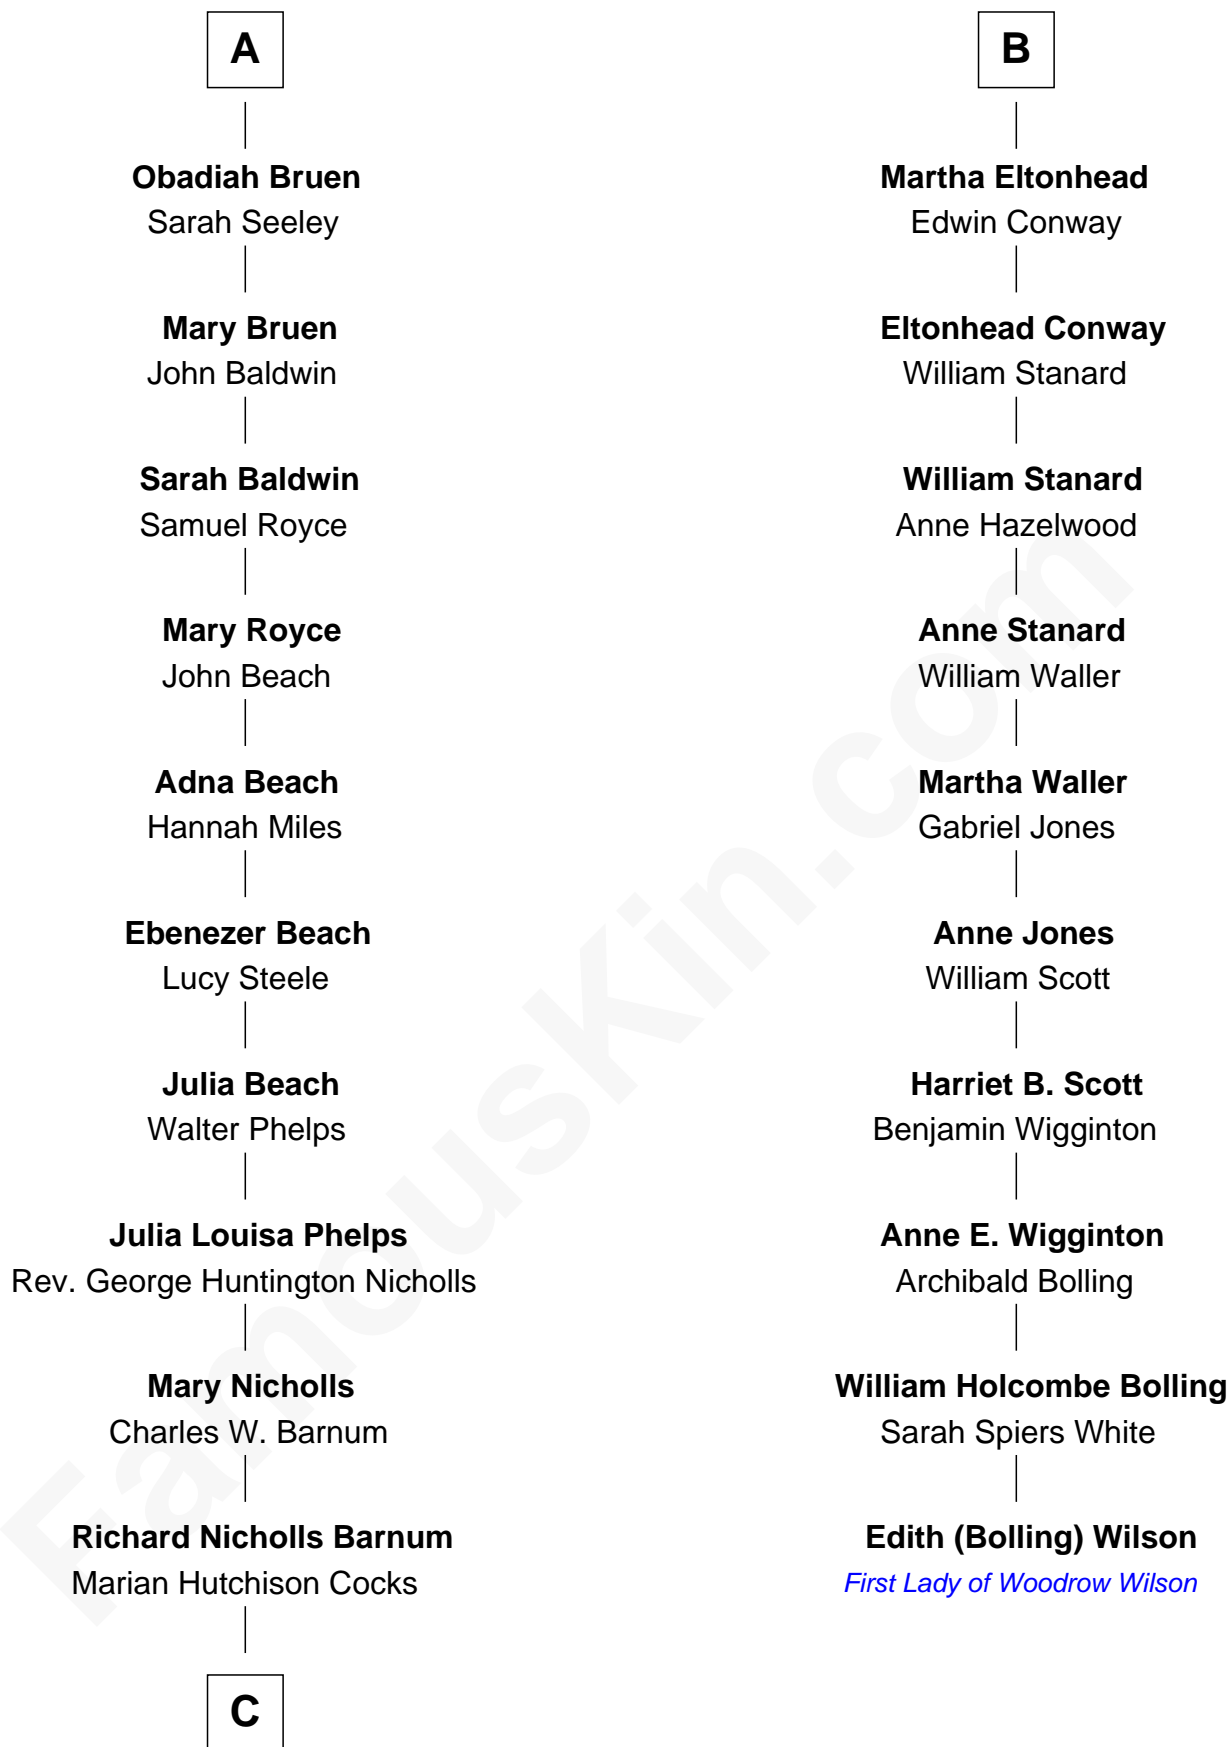 A
Obadiah Bruen
Sarah Seeley
Mary Bruen
John Baldwin
Sarah Baldwin
Samuel Royce
Mary Royce
John Beach
Adna Beach
Hannah Miles
Ebenezer Beach
Lucy Steele
Julia Beach
Walter Phelps
Julia Louisa Phelps
Rev. George Huntington Nicholls
Mary Nicholls
Charles W. Barnum
Richard Nicholls Barnum
Marian Hutchison Cocks
C
B
Martha Eltonhead
Edwin Conway
Eltonhead Conway
William Stanard
William Stanard
Anne Hazelwood
Anne Stanard
William Waller
Martha Waller
Gabriel Jones
Anne Jones
William Scott
Harriet B. Scott
Benjamin Wigginton
Anne E. Wigginton
Archibald Bolling
William Holcombe Bolling
Sarah Spiers White
Edith (Bolling) Wilson
First Lady of Woodrow Wilson
FamousKin.com